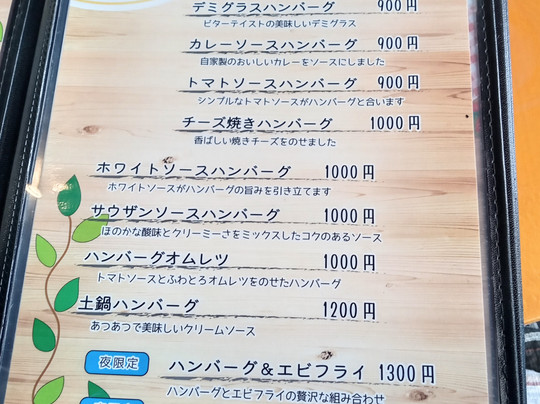 デミグラスハンバーグ 900円
ビターテイストの美味しいデミグラス
カレーソースハンバーグ 900円
自家製のおいしいカレーをソースにしました
トマトソースハンバーグ 900円
シンプルなトマトソースがハンバーグと合います
チーズ焼きハンバーグ 1000円
香ばしい焼きチーズをのせました
ホワイトソースハンバーグ 1000円
ホワイトソースがハンバーグの旨みを引き立てます
サウザンソースハンバーグ 1000円
ほのかな酸味とクリーミーさをミックスしたコクのあるソース
ハンバーグオムレツ 1000円
トマトソースとふわとろオムレツをのせたハンバーグ
土鍋ハンバーグ 1200円
あつあつで美味しいクリームソース
夜限定 ハンバーグ＆エビフライ 1300円
ハンバーグとエビフライの贅沢な組み合わせ